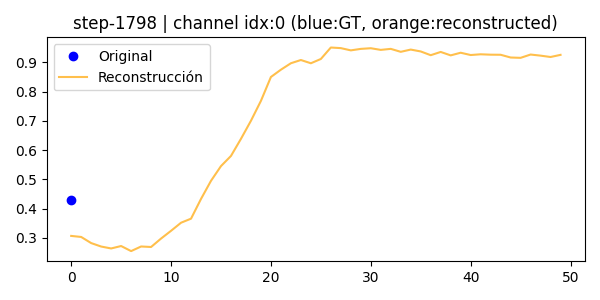 step-1798 | channel idx:0 (blue:GT, orange:reconstructed)
Original
Reconstrucción
0.9
0.8
0.7
0.6
0.5
0.4
0.3
0 10 20 30 40 50